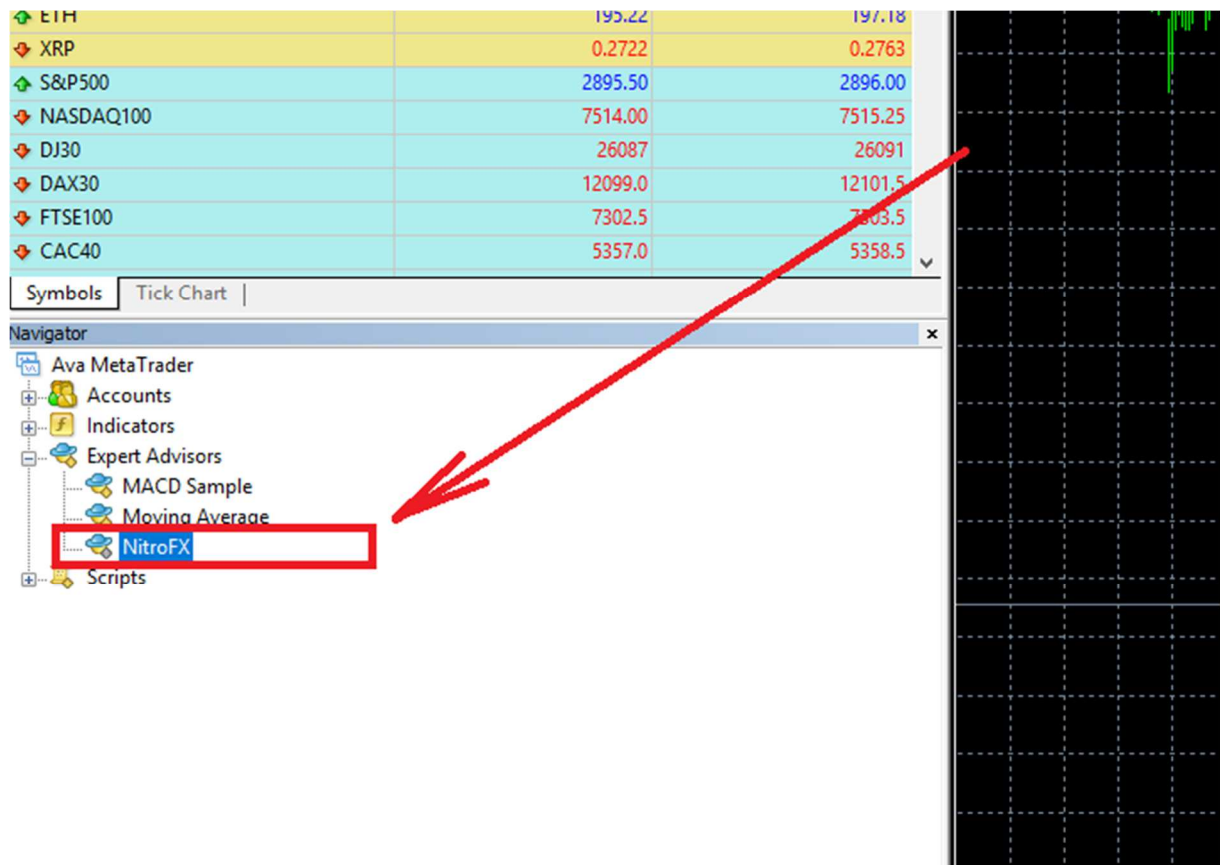 ETH 195.22 197.18
XRP 0.2722 0.2763
S&P500 2895.50 2896.00
NASDAQ100 7514.00 7515.25
DJ30 26087 26091
DAX30 12099.0 12101.5
FTSE100 7302.5 7303.5
CAC40 5357.0 5358.5
Symbols Tick Chart
Navigator
Ava MetaTrader
Accounts
Indicators
Expert Advisors
MACD Sample
Moving Average
NitroFX
Scripts